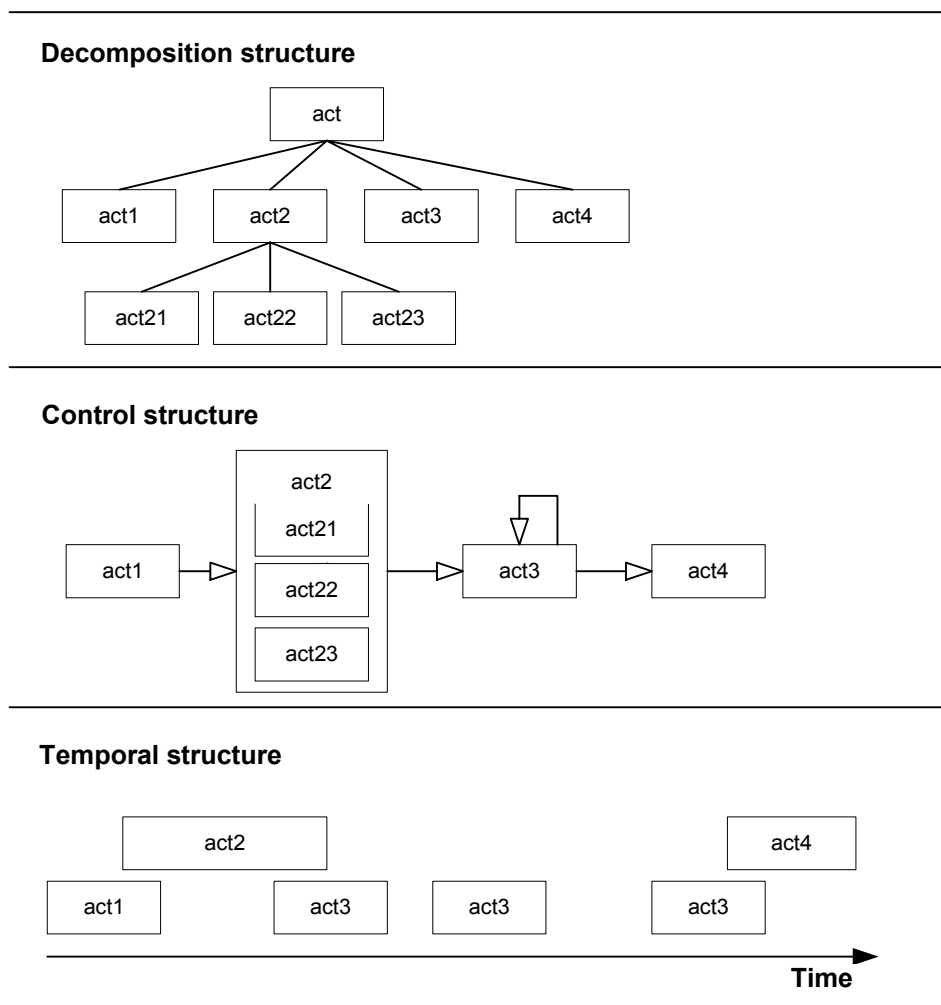 Decomposition structure
act
act1 act2 act3 act4
act21 act22 act23
Control structure
act2
act21
act1 act22 act3 act4
act23
Temporal structure
act2 act4
act1 act3 act3 act3
Time